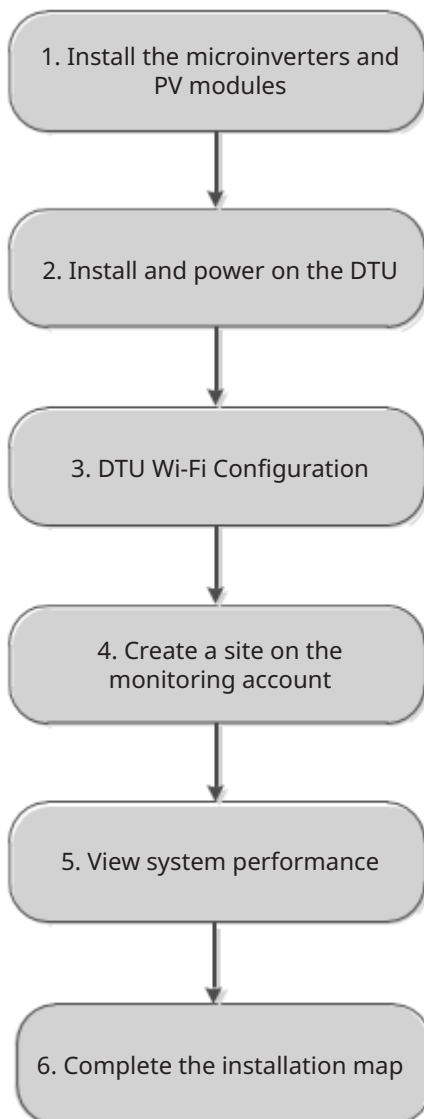 1. Install the microinverters and
PV modules
2. Install and power on the DTU
3. DTU Wi-Fi Configuration
4. Create a site on the
monitoring account
5. View system performance
6. Complete the installation map